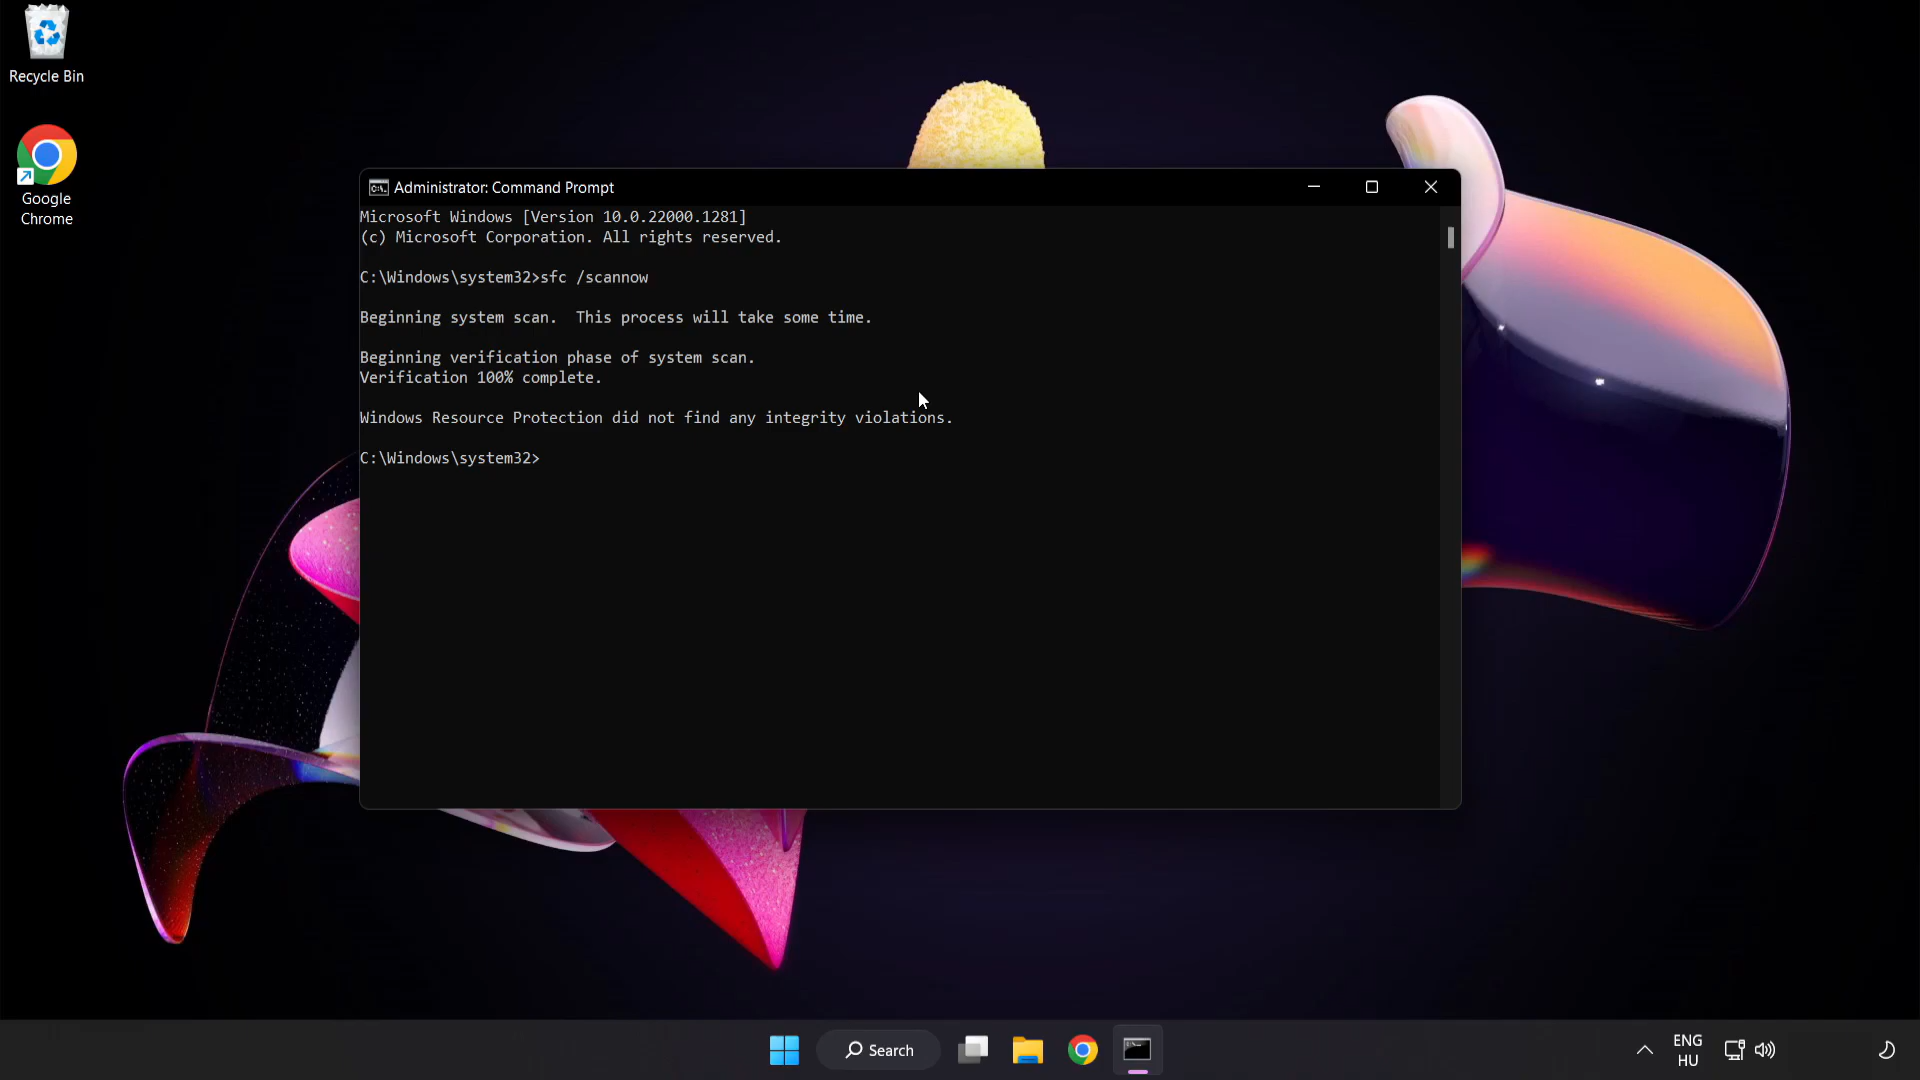 Recycle Bin
Google
Chrome
Administrator: Command Prompt
Microsoft Windows [Version 10.0.22000.1281]
(c) Microsoft Corporation. All rights reserved.
C:\Windows\system32>sfc /scannow
Beginning system scan.  This process will take some time.
Beginning verification phase of system scan.
Verification 100% complete.
Windows Resource Protection did not find any integrity violations.
C:\Windows\system32>
Search
ENG
HU